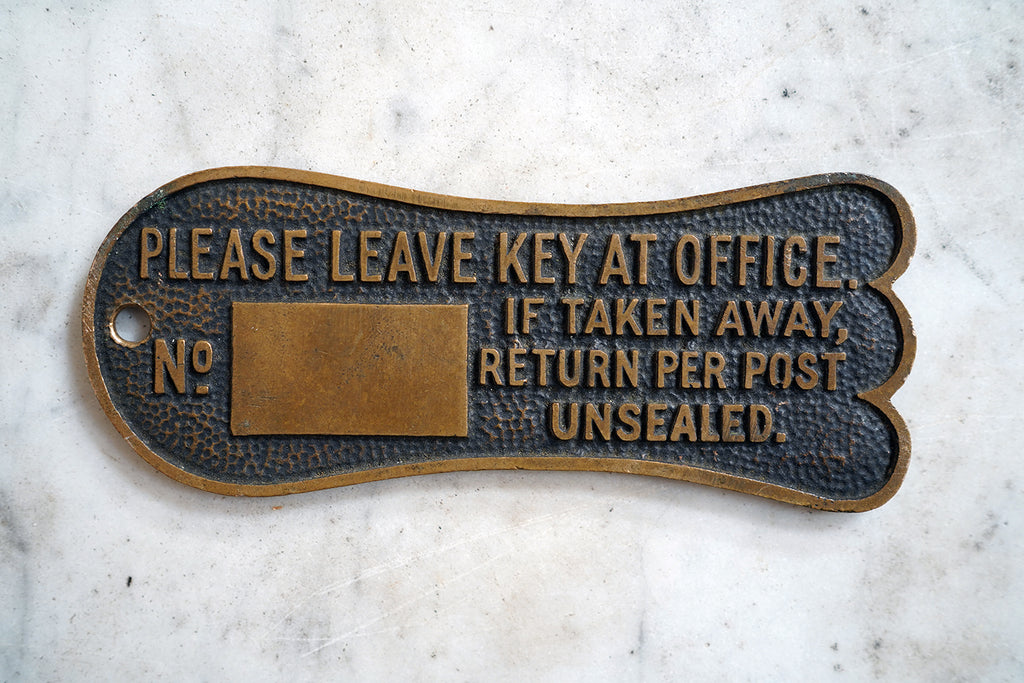 PLEASE LEAVE KEY AT OFFICE.
IF TAKEN AWAY,
Nº RETURN PER POST
UNSEALED.